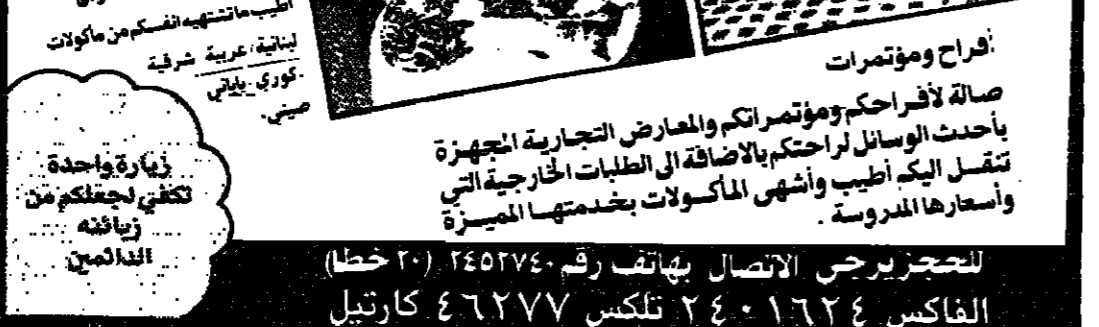 أطيب ما تشتهيه أنفسكم من مأكولات
لبنانية، عربية شرقية
- كوري - ياباني
صيني.
أفراح ومؤتمرات
صالة لأفراحكم ومؤتمراتكم والمعارض التجارية المجهزة
بأحدث الوسائل لراحتكم بالاضافة الى الطلبات الخارجية التي
تنقل اليكم أطيب وأشهى المأكولات بخدمتها المميزة
وأسعارها المدروسة .
زيارة واحدة
تكفي لجعلكم من
زبائنه
الدائمين
للحجز يرجى الاتصال بهاتف رقم ٢٤٥٢٧٤٠ (٢٠ خطا)
الفاكس ٢٤٠١٦٢٤ تلكس ٤٦٢٧٧ كارتيل